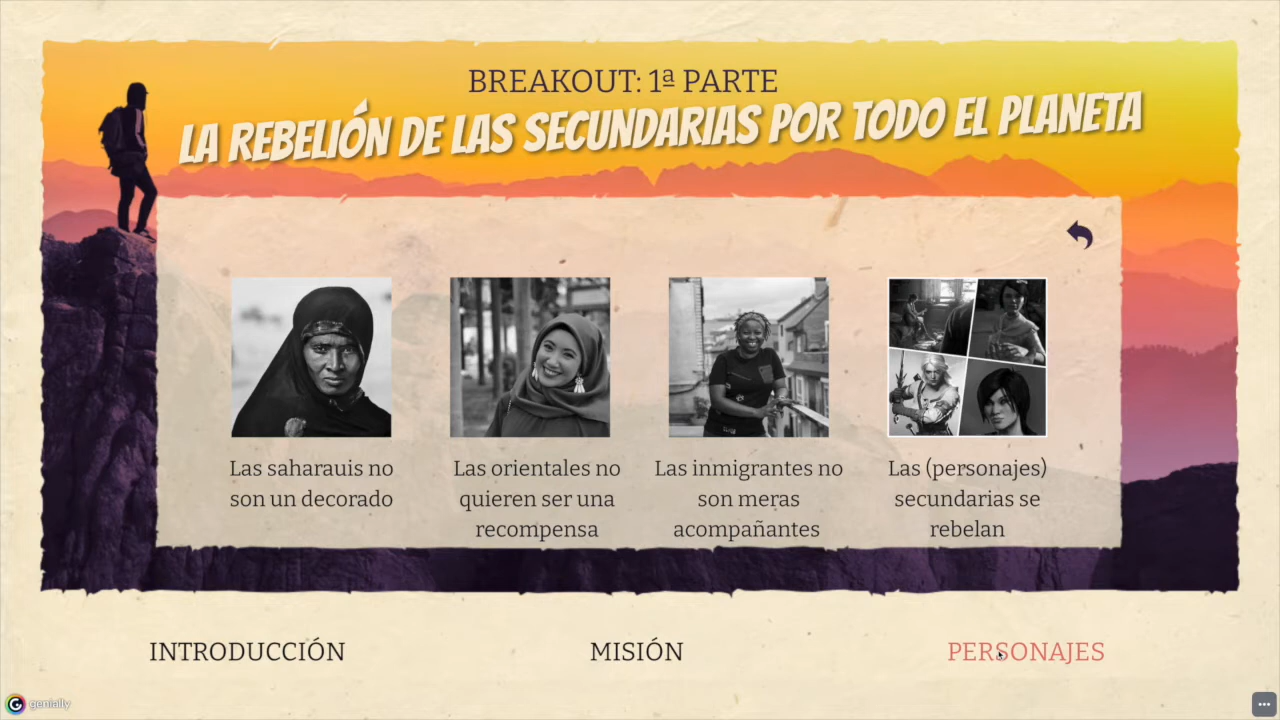 BREAKOUT: 1ª PARTE
LA REBELIÓN DE LAS SECUNDARIAS POR TODO EL PLANETA
Las saharauis no
son un decorado
Las orientales no
quieren ser una
recompensa
Las inmigrantes no
son meras
acompañantes
Las (personajes)
secundarias se
rebelan
INTRODUCCIÓN
MISIÓN
PERSONAJES
genially